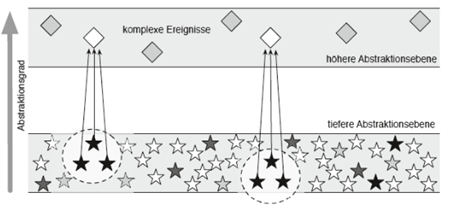 komplexe Ereignisse
höhere Abstraktionsebene
Abstraktionsgrad
tiefere Abstraktionsebene